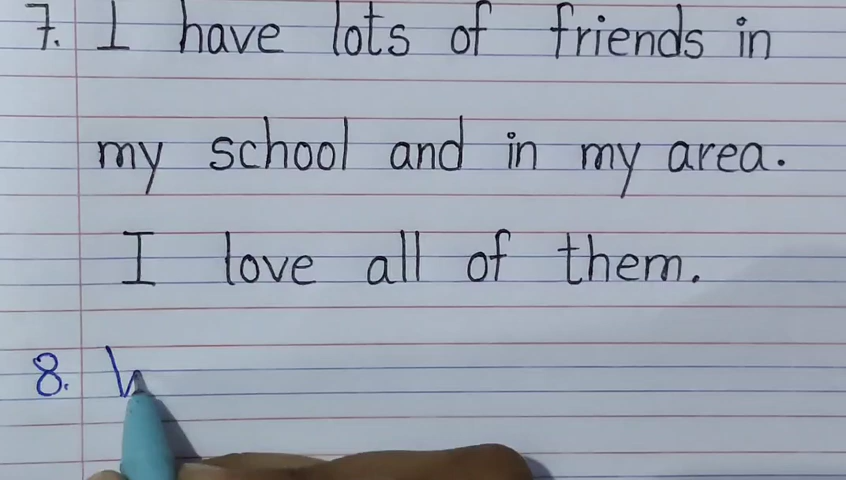 7. I have lots of friends in
my school and in my area.
I love all of them.
8.